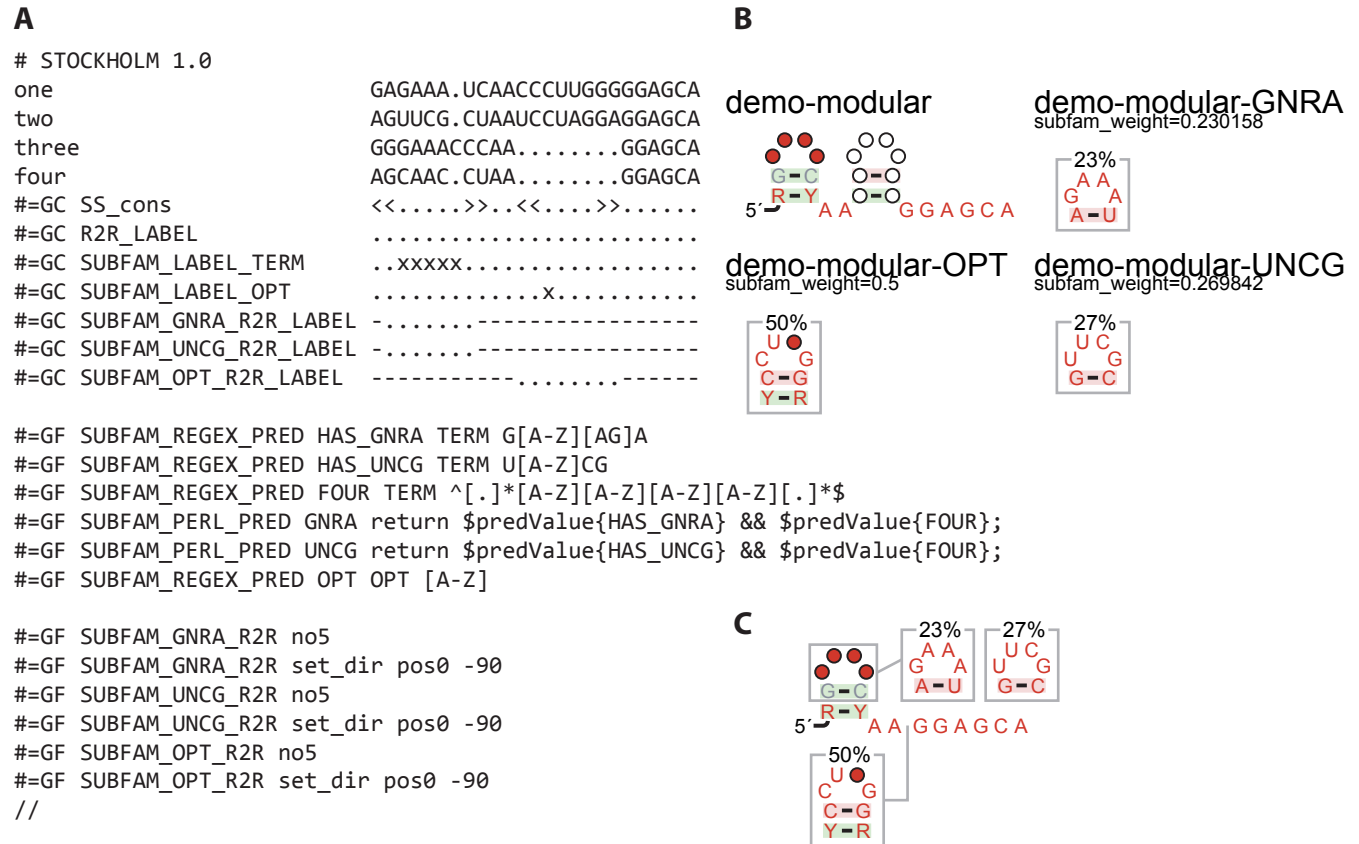 A
# STOCKHOLM 1.0
one GAGAAA.UCAACCCUUGGGGGAGCA
two AGUUCG.CUAAUCCUAGGAGGAGCA
three GGGAAACCCAA........GGAGCA
four AGCAAC.CUAA........GGAGCA
#=GC SS_cons <<.....>>..<<....>>......
#=GC R2R_LABEL .........................
#=GC SUBFAM_LABEL_TERM ..xxxxx..................
#=GC SUBFAM_LABEL_OPT .............x...........
#=GC SUBFAM_GNRA_R2R_LABEL -.......-----------------
#=GC SUBFAM_UNCG_R2R_LABEL -.......-----------------
#=GC SUBFAM_OPT_R2R_LABEL -----------........------
#=GF SUBFAM_REGEX_PRED HAS_GNRA TERM G[A-Z][AG]A
#=GF SUBFAM_REGEX_PRED HAS_UNCG TERM U[A-Z]CG
#=GF SUBFAM_REGEX_PRED FOUR TERM ^[.]*[A-Z][A-Z][A-Z][A-Z][.]*$
#=GF SUBFAM_PERL_PRED GNRA return $predValue{HAS_GNRA} && $predValue{FOUR};
#=GF SUBFAM_PERL_PRED UNCG return $predValue{HAS_UNCG} && $predValue{FOUR};
#=GF SUBFAM_REGEX_PRED OPT OPT [A-Z]
#=GF SUBFAM_GNRA_R2R no5
#=GF SUBFAM_GNRA_R2R set_dir pos0 -90
#=GF SUBFAM_UNCG_R2R no5
#=GF SUBFAM_UNCG_R2R set_dir pos0 -90
#=GF SUBFAM_OPT_R2R no5
#=GF SUBFAM_OPT_R2R set_dir pos0 -90
//
B
demo-modular
G C
R Y
5´ A A G G A G C A
demo-modular-GNRA
subfam_weight=0.230158
23%
A A
G A
A U
demo-modular-OPT
subfam_weight=0.5
50%
U
C G
C G
Y R
demo-modular-UNCG
subfam_weight=0.269842
27%
U C
U G
G C
C
G C
R Y
5´ A A G G A G C A
23%
A A
G A
A U
27%
U C
U G
G C
50%
U
C G
C G
Y R